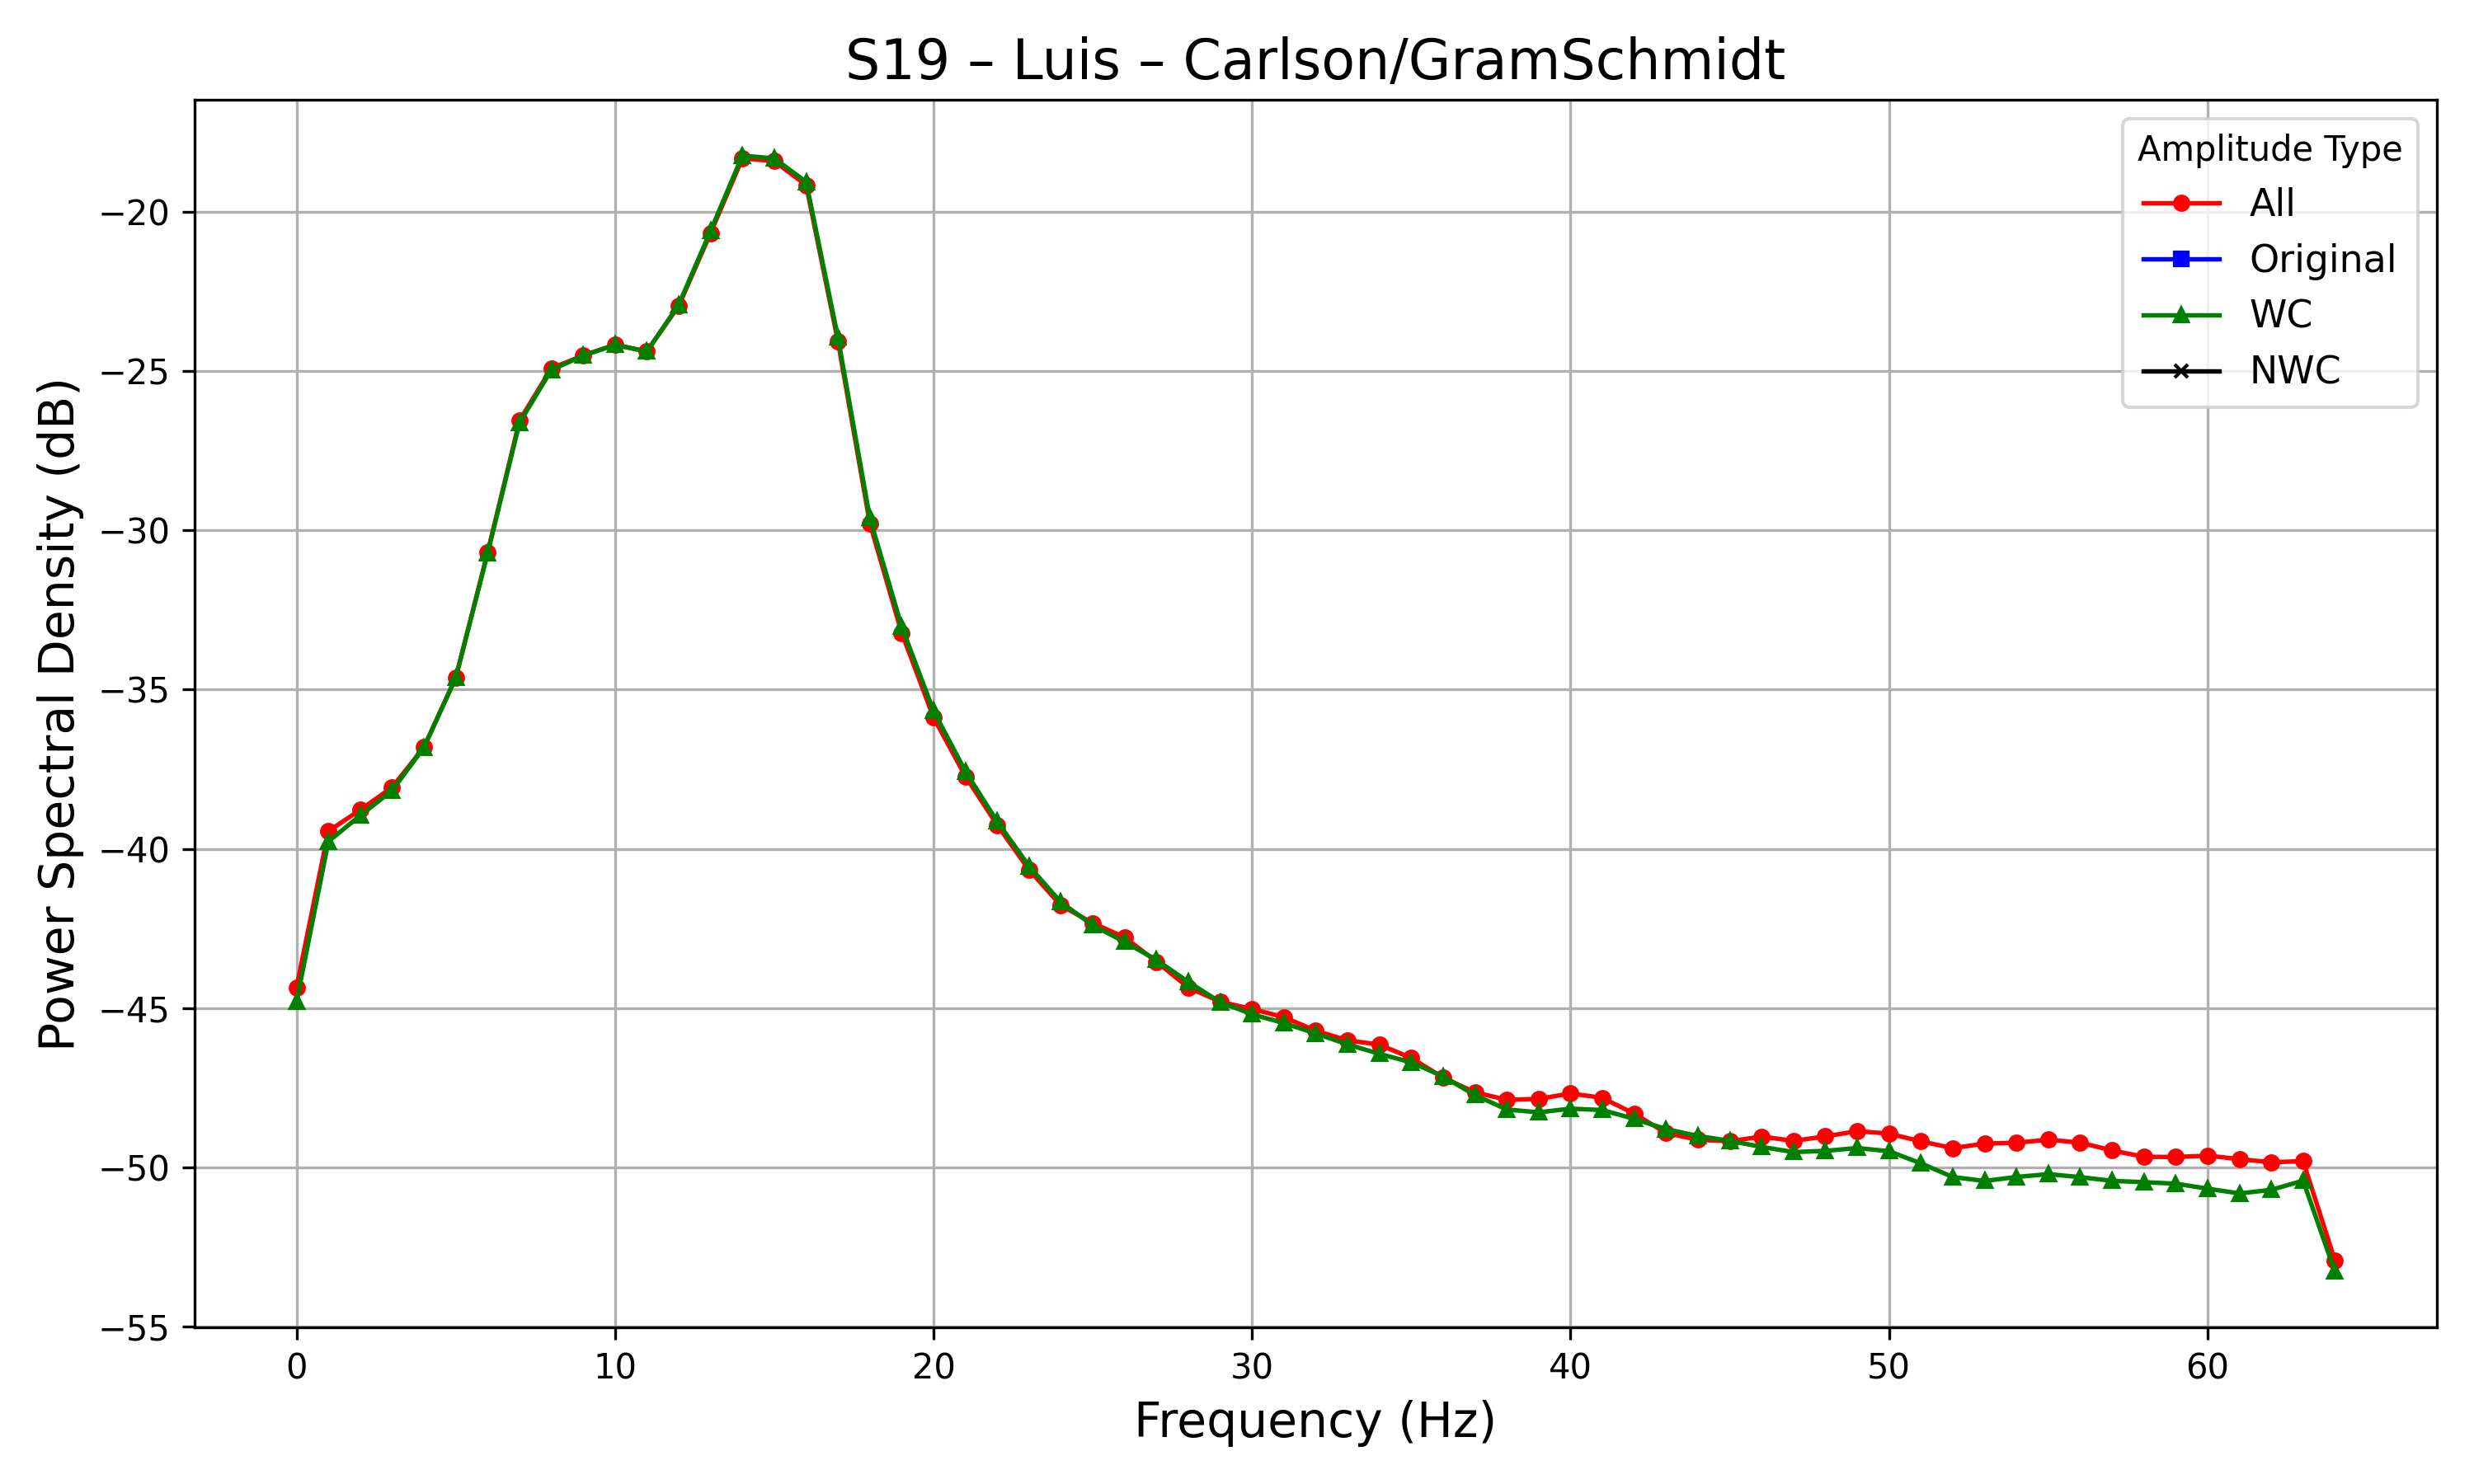 S19 – Luis – Carlson/GramSchmidt
Amplitude Type
All
Original
WC
NWC
Power Spectral Density (dB)
−20
−25
−30
−35
−40
−45
−50
−55
0 10 20 30 40 50 60
Frequency (Hz)